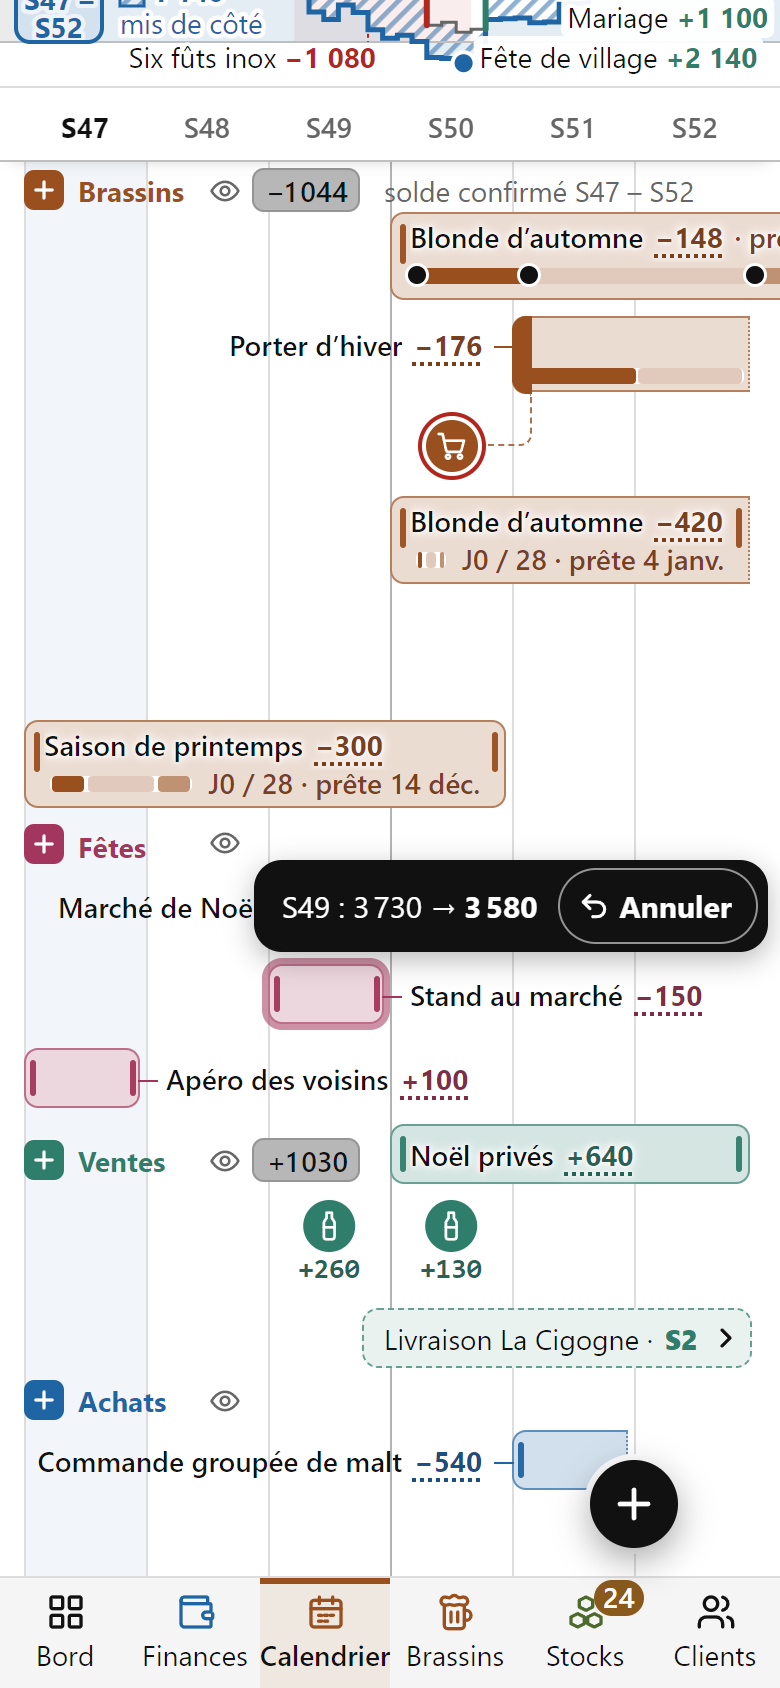 S47 –
S52
mis de côté
Mariage +1 100
Six fûts inox −1 080
Fête de village +2 140
S47 S48 S49 S50 S51 S52
Brassins −1044 solde confirmé S47 – S52
Blonde d’automne −148 ·
Porter d’hiver −176
Blonde d’automne −420
J0 / 28 · prête 4 janv.
Saison de printemps −300
J0 / 28 · prête 14 déc.
Fêtes
Marché de Noë
S49 : 3 730 → 3 580 Annuler
Stand au marché −150
Apéro des voisins +100
Ventes +1030 Noël privés +640
+260 +130
Livraison La Cigogne · S2
Achats
Commande groupée de malt −540
24
Bord Finances Calendrier Brassins Stocks Clients